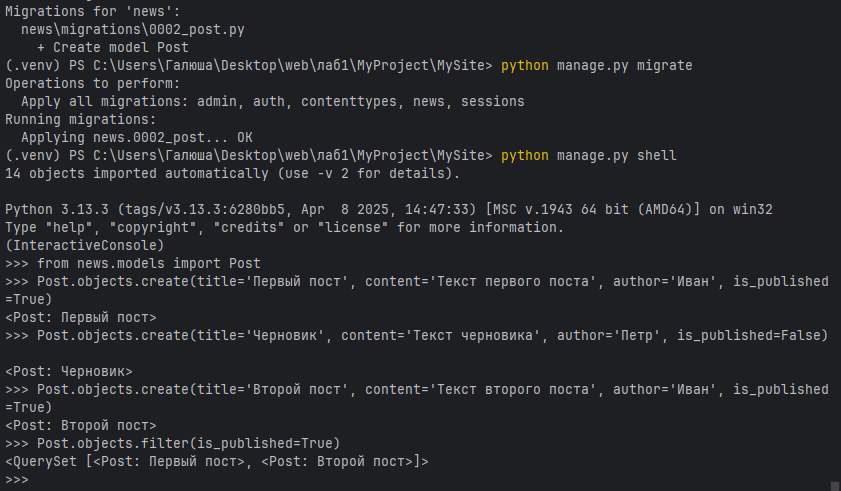 Migrations for 'news':
  news\migrations\0002_post.py
    + Create model Post
(.venv) PS C:\Users\Галюша\Desktop\web\лаб1\MyProject\MySite> python manage.py migrate
Operations to perform:
  Apply all migrations: admin, auth, contenttypes, news, sessions
Running migrations:
  Applying news.0002_post... OK
(.venv) PS C:\Users\Галюша\Desktop\web\лаб1\MyProject\MySite> python manage.py shell
14 objects imported automatically (use -v 2 for details).

Python 3.13.3 (tags/v3.13.3:6280bb5, Apr  8 2025, 14:47:33) [MSC v.1943 64 bit (AMD64)] on win32
Type "help", "copyright", "credits" or "license" for more information.
(InteractiveConsole)
>>> from news.models import Post
>>> Post.objects.create(title='Первый пост', content='Текст первого поста', author='Иван', is_published
=True)
<Post: Первый пост>
>>> Post.objects.create(title='Черновик', content='Текст черновика', author='Петр', is_published=False)

<Post: Черновик>
>>> Post.objects.create(title='Второй пост', content='Текст второго поста', author='Иван', is_published
=True)
<Post: Второй пост>
>>> Post.objects.filter(is_published=True)
<QuerySet [<Post: Первый пост>, <Post: Второй пост>]>
>>>